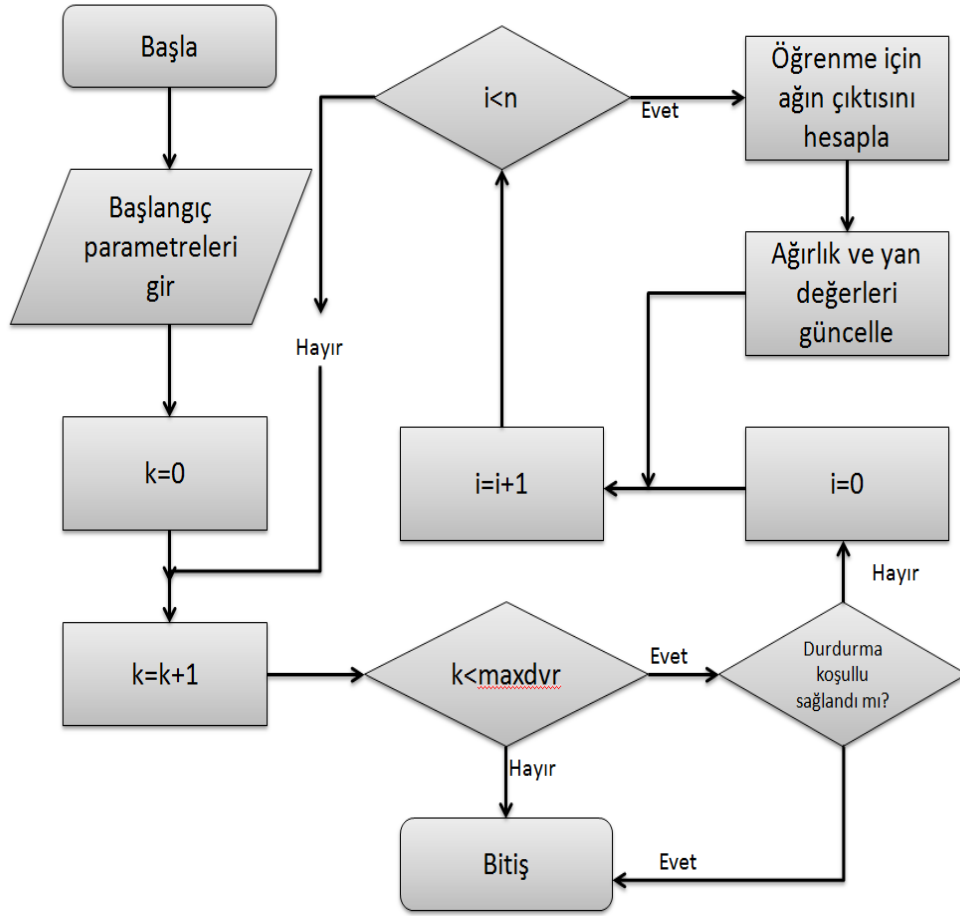 Başla
Başlangıç
parametreleri
gir
k=0
k=k+1
k<maxdvr
Evet
Hayır
Durdurma
koşullu
sağlandı mı?
Hayır
Evet
Bitiş
i=0
i=i+1
i<n
Evet
Hayır
Öğrenme için
ağın çıktısını
hesapla
Ağırlık ve yan
değerleri
güncelle